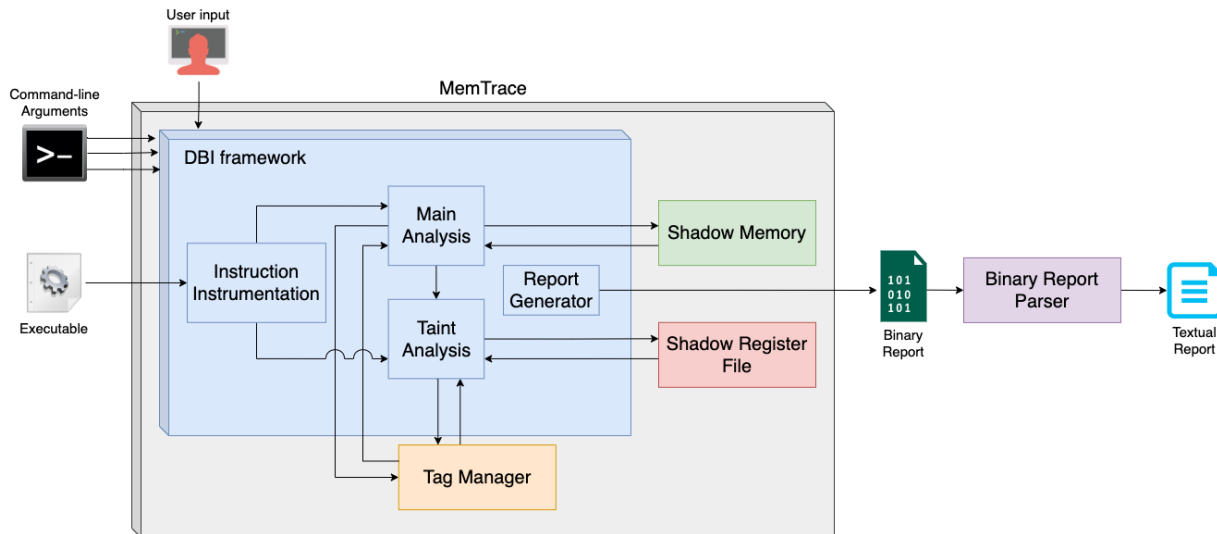 User input
MemTrace
Command-line
Arguments
>-
DBI framework
Main
Analysis
Shadow Memory
Instruction
Instrumentation
Report
Generator
Executable
Taint
Analysis
Shadow Register
File
Tag Manager
101
010
101
Binary
Report
Binary Report
Parser
Textual
Report